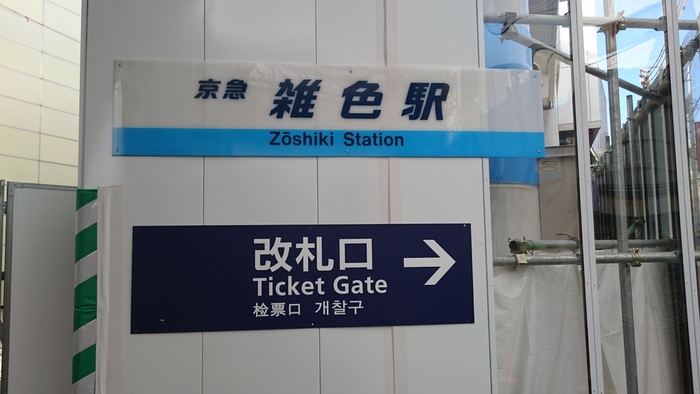 京急 雑色駅
Zōshiki Station
改札口
Ticket Gate
检票口 개찰구